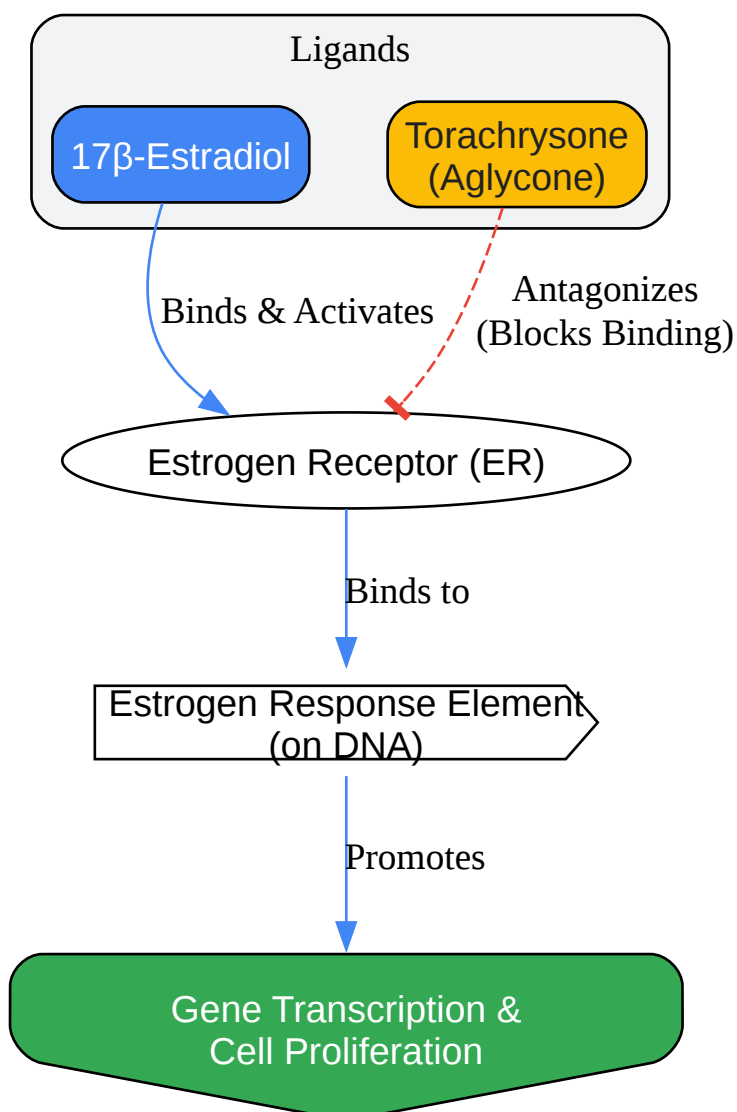 Ligands
17β-Estradiol
Torachrysone
(Aglycone)
Binds & Activates
Antagonizes
(Blocks Binding)
Estrogen Receptor (ER)
Binds to
Estrogen Response Element
(on DNA)
Promotes
Gene Transcription &
Cell Proliferation